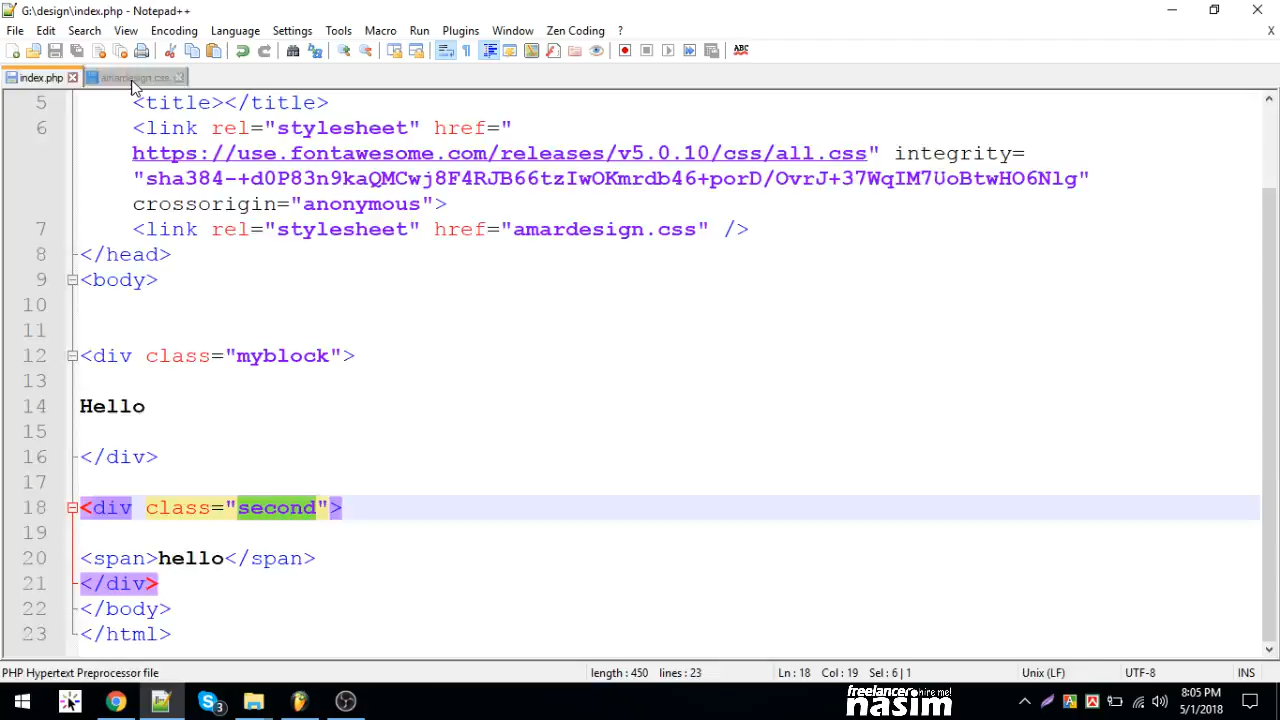 G:\design\index.php - Notepad++
File Edit Search View Encoding Language Settings Tools Macro Run Plugins Window Zen Coding ? X
index.php amardesign.css
5 <title></title>
6 <link rel="stylesheet" href="
https://use.fontawesome.com/releases/v5.0.10/css/all.css" integrity=
"sha384-+d0P83n9kaQMCwj8F4RJB66tzIwOKmrdb46+porD/OvrJ+37WqIM7UoBtwHO6Nlg"
crossorigin="anonymous">
7 <link rel="stylesheet" href="amardesign.css" />
8 </head>
9 <body>
10
11
12 <div class="myblock">
13
14 Hello
15
16 </div>
17
18 <div class="second">
19
20 <span>hello</span>
21 </div>
22 </body>
23 </html>
PHP Hypertext Preprocessor file length : 450 lines : 23 Ln : 18 Col : 19 Sel : 6 | 1 Unix (LF) UTF-8 INS
freelancer hire me!
nasim
8:05 PM
5/1/2018